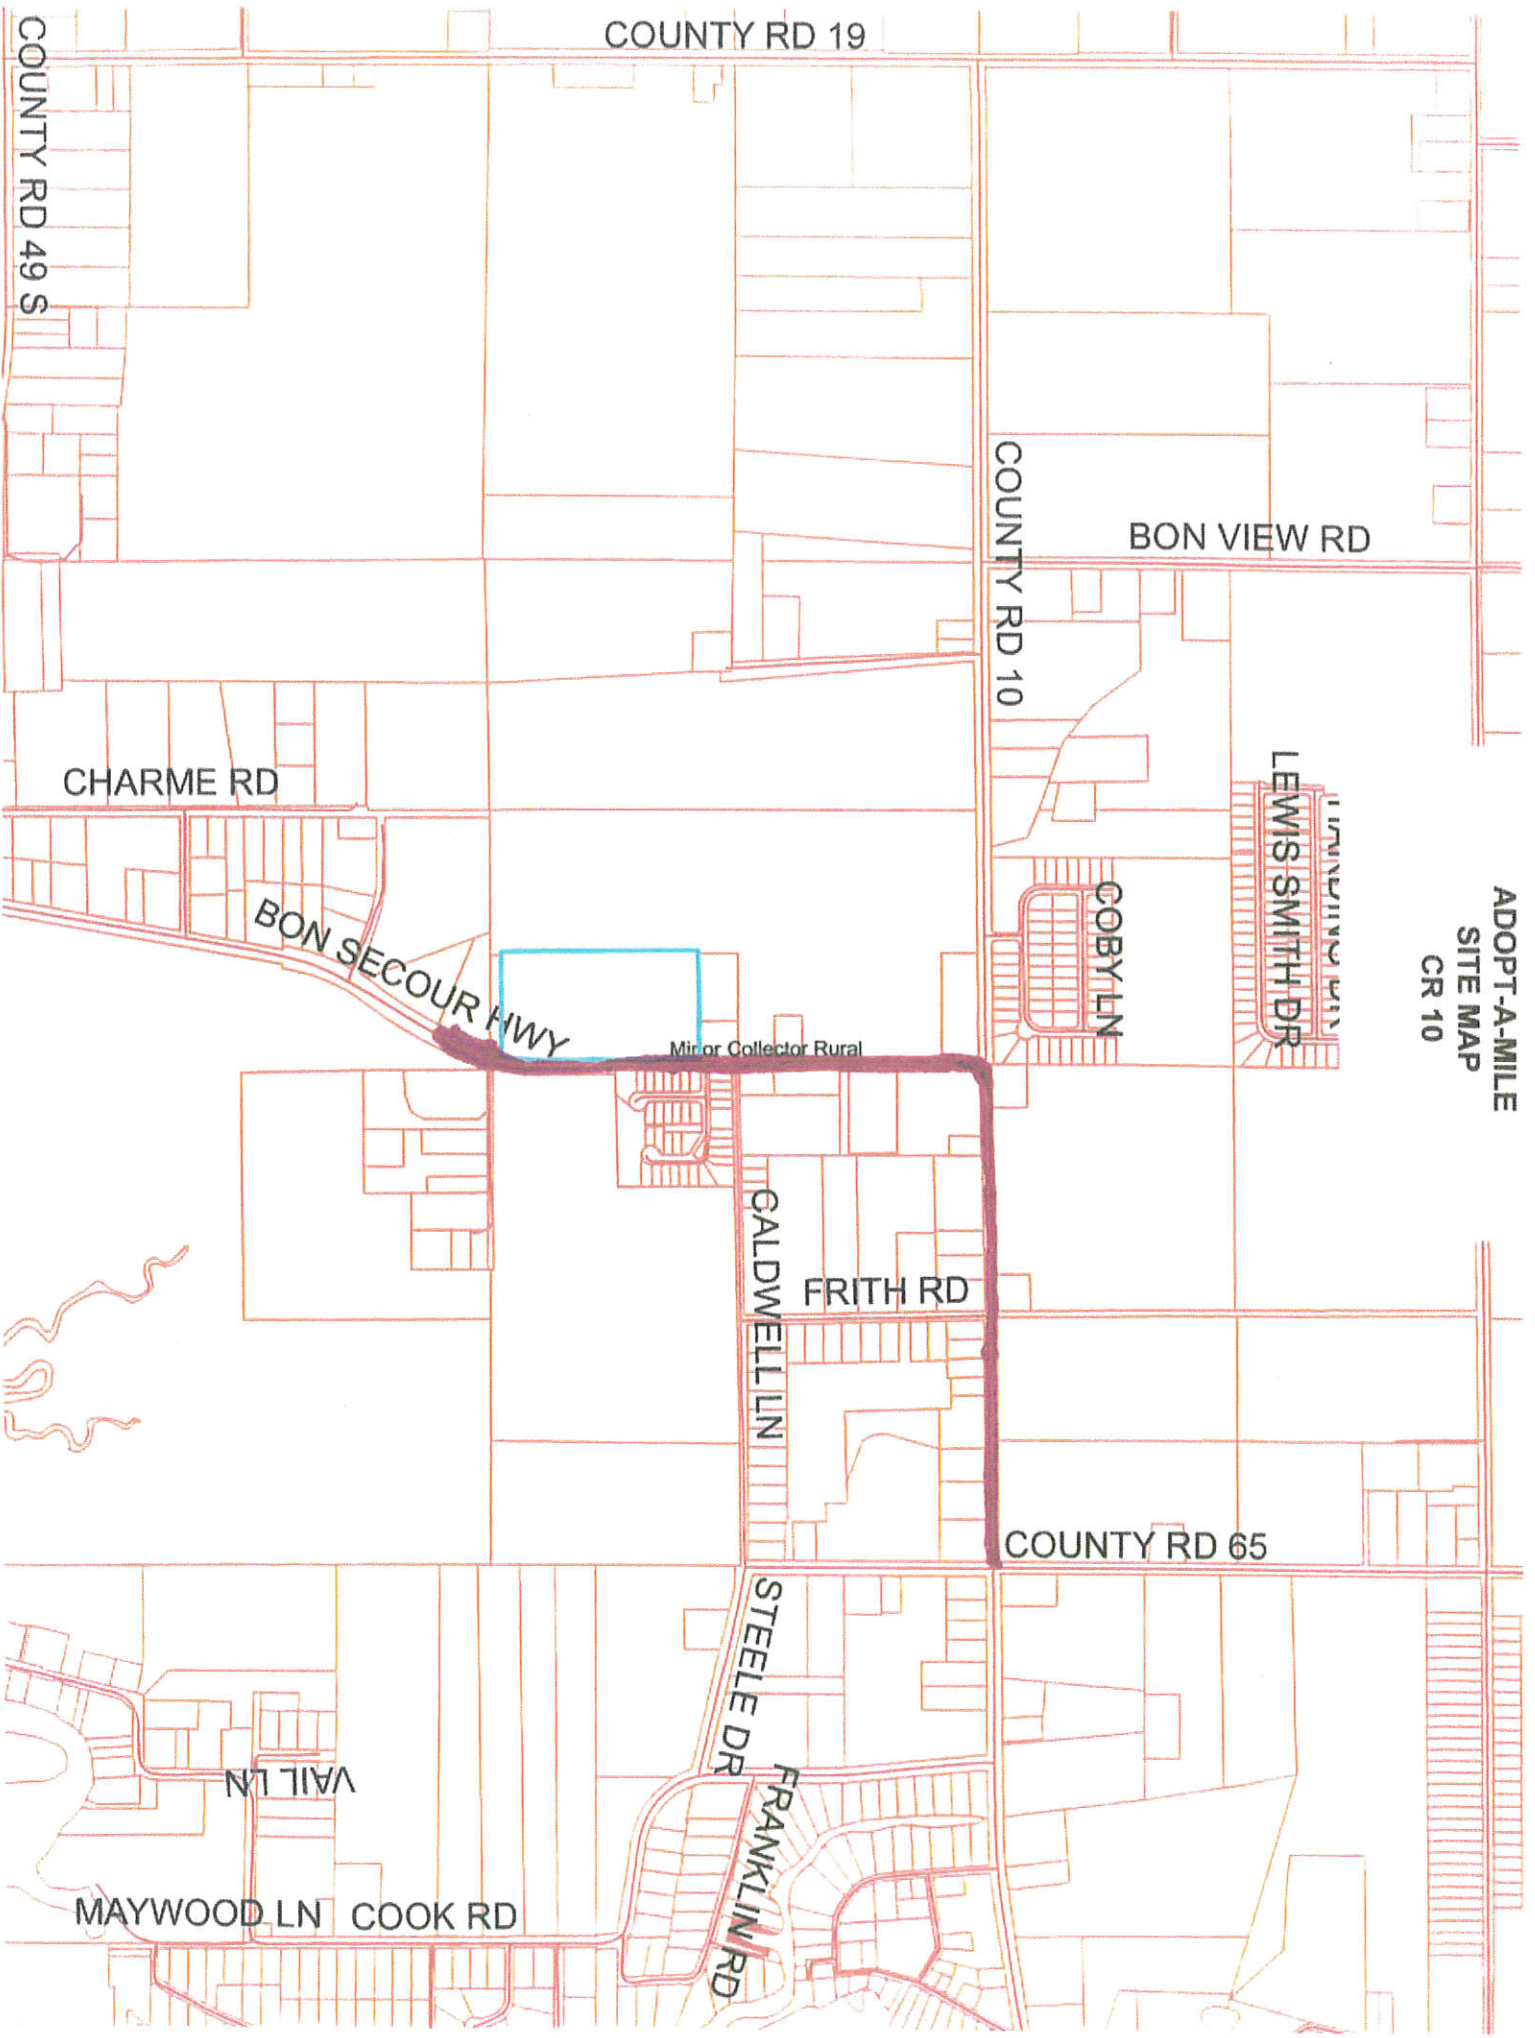 ADOPT-A-MILE
SITE MAP
CR 10
COUNTY RD 19
COUNTY RD 49 S
COUNTY RD 10
BON VIEW RD
CHARME RD
LEWIS SMITH DR
COBY LN
BON SECOUR HWY
Minor Collector Rural
CALDWELL LN
FRITH RD
COUNTY RD 65
STEELE DR
VAIL LN
FRANKLIN RD
MAYWOOD LN
COOK RD